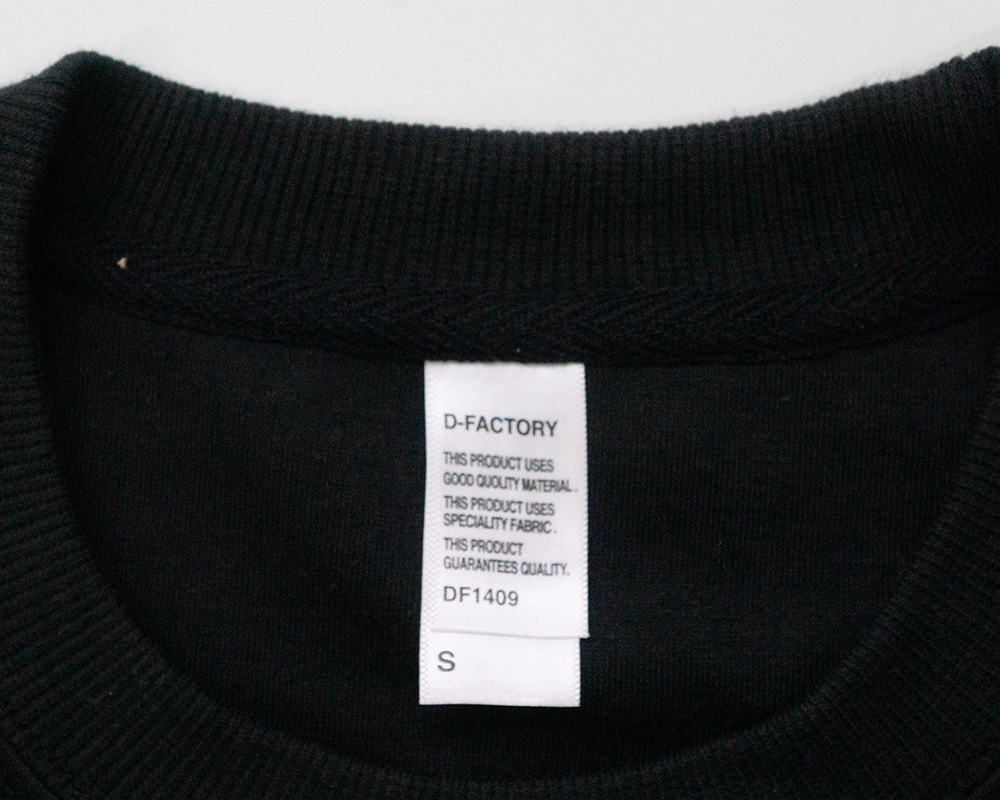 D-FACTORY
THIS PRODUCT USES
GOOD QUOLITY MATERIAL.
THIS PRODUCT USES
SPECIALITY FABRIC.
THIS PRODUCT
GUARANTEES QUALITY.
DF1409
S